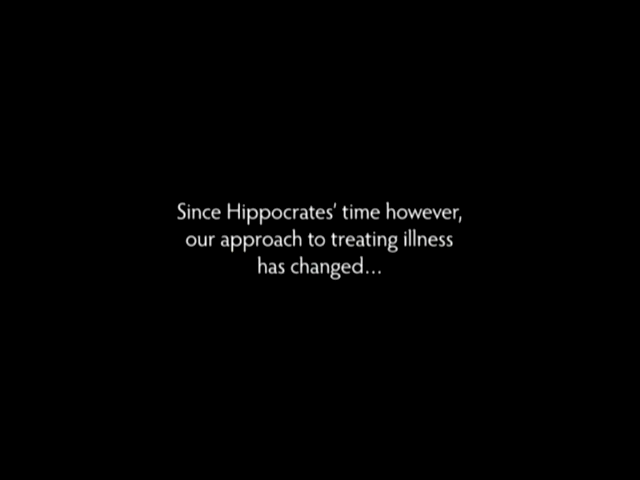 Since Hippocrates' time however,
our approach to treating illness
has changed...